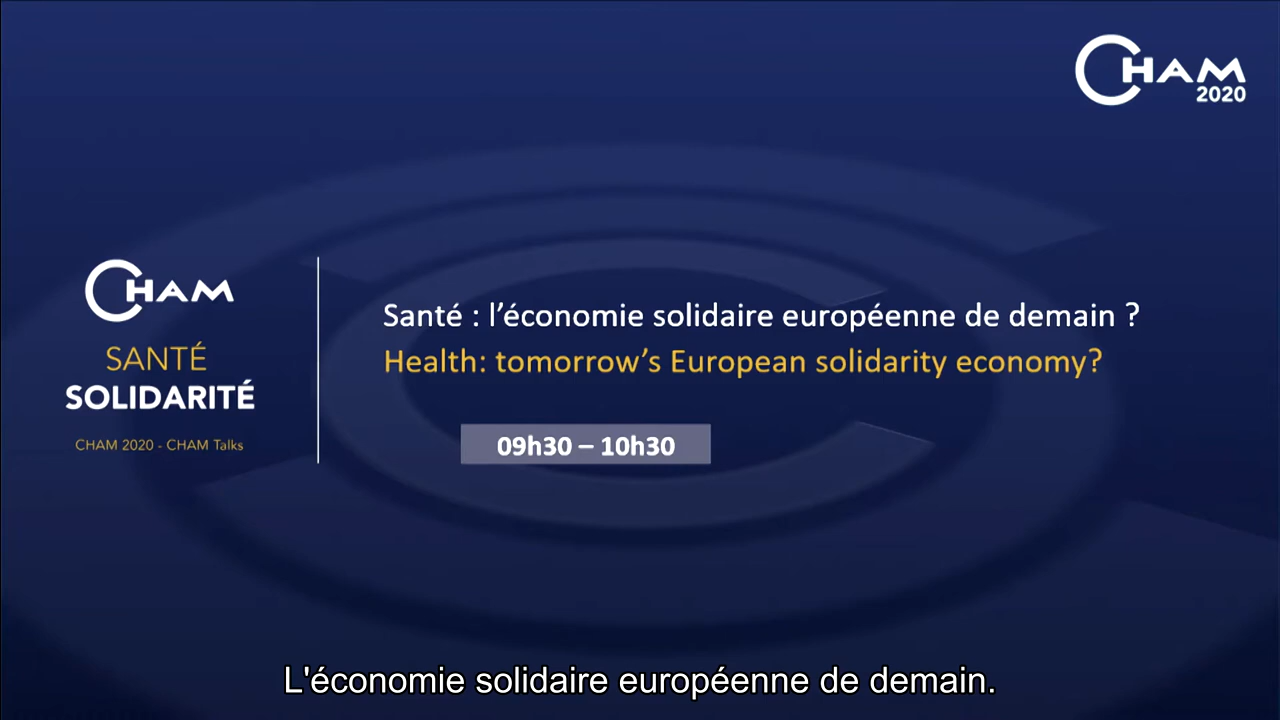 CHAM
2020
CHAM
SANTÉ
SOLIDARITÉ
CHAM 2020 - CHAM Talks
Santé : l’économie solidaire européenne de demain ?
Health: tomorrow’s European solidarity economy?
09h30 – 10h30
L'économie solidaire européenne de demain.